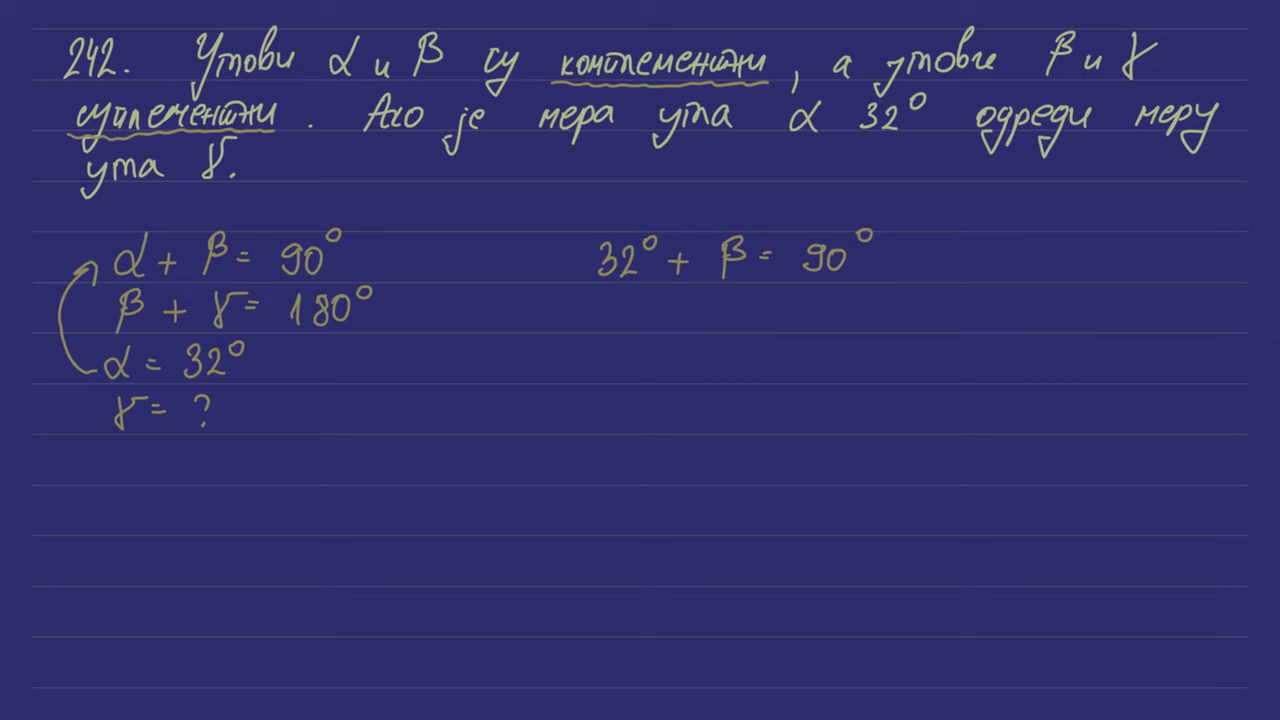 242. Углови α и β су комплементни, а углови β и γ
суплементни. Ако је мера угла α 32° одреди меру
угла γ.
α + β = 90°
β + γ = 180°
α = 32°
γ = ?
32° + β = 90°